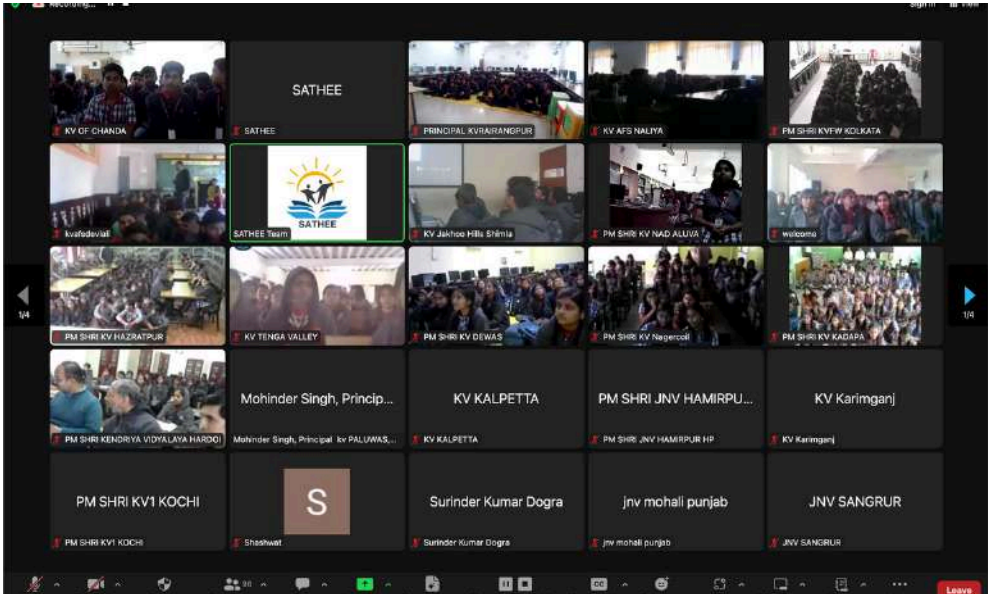 Recording...
Sign in
View
KV OF CHANDA
SATHEE
SATHEE
PRINCIPAL KVRAIRANGPUR
KV AFS NALIYA
PM SHRI KVFW KOLKATA
kvafsdeviali
SATHEE
SATHEE Team
KV Jakhoo Hills Shimla
PM SHRI KV NAD ALUVA
welcome
PM SHRI KV HAZRATPUR
KV TENGA VALLEY
PM SHRI KV DEWAS
PM SHRI KV Nagercoil
PM SHRI KV KADAPA
1/4
1/4
PM SHRI KENDRIYA VIDYALAYA HARDOI
Mohinder Singh, Princip...
Mohinder Singh, Principal kv PALUWAS,...
KV KALPETTA
KV KALPETTA
PM SHRI JNV HAMIRPU...
PM SHRI JNV HAMIRPUR HP
KV Karimganj
KV Karimganj
PM SHRI KV1 KOCHI
PM SHRI KV1 KOCHI
S
Shashwat
Surinder Kumar Dogra
Surinder Kumar Dogra
jnv mohali punjab
jnv mohali punjab
JNV SANGRUR
JNV SANGRUR
CC
Leave